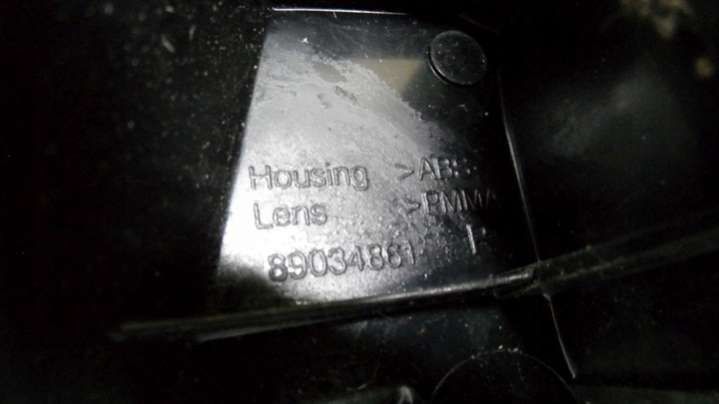 Housing >ABS
Lens >PMMA
89034861